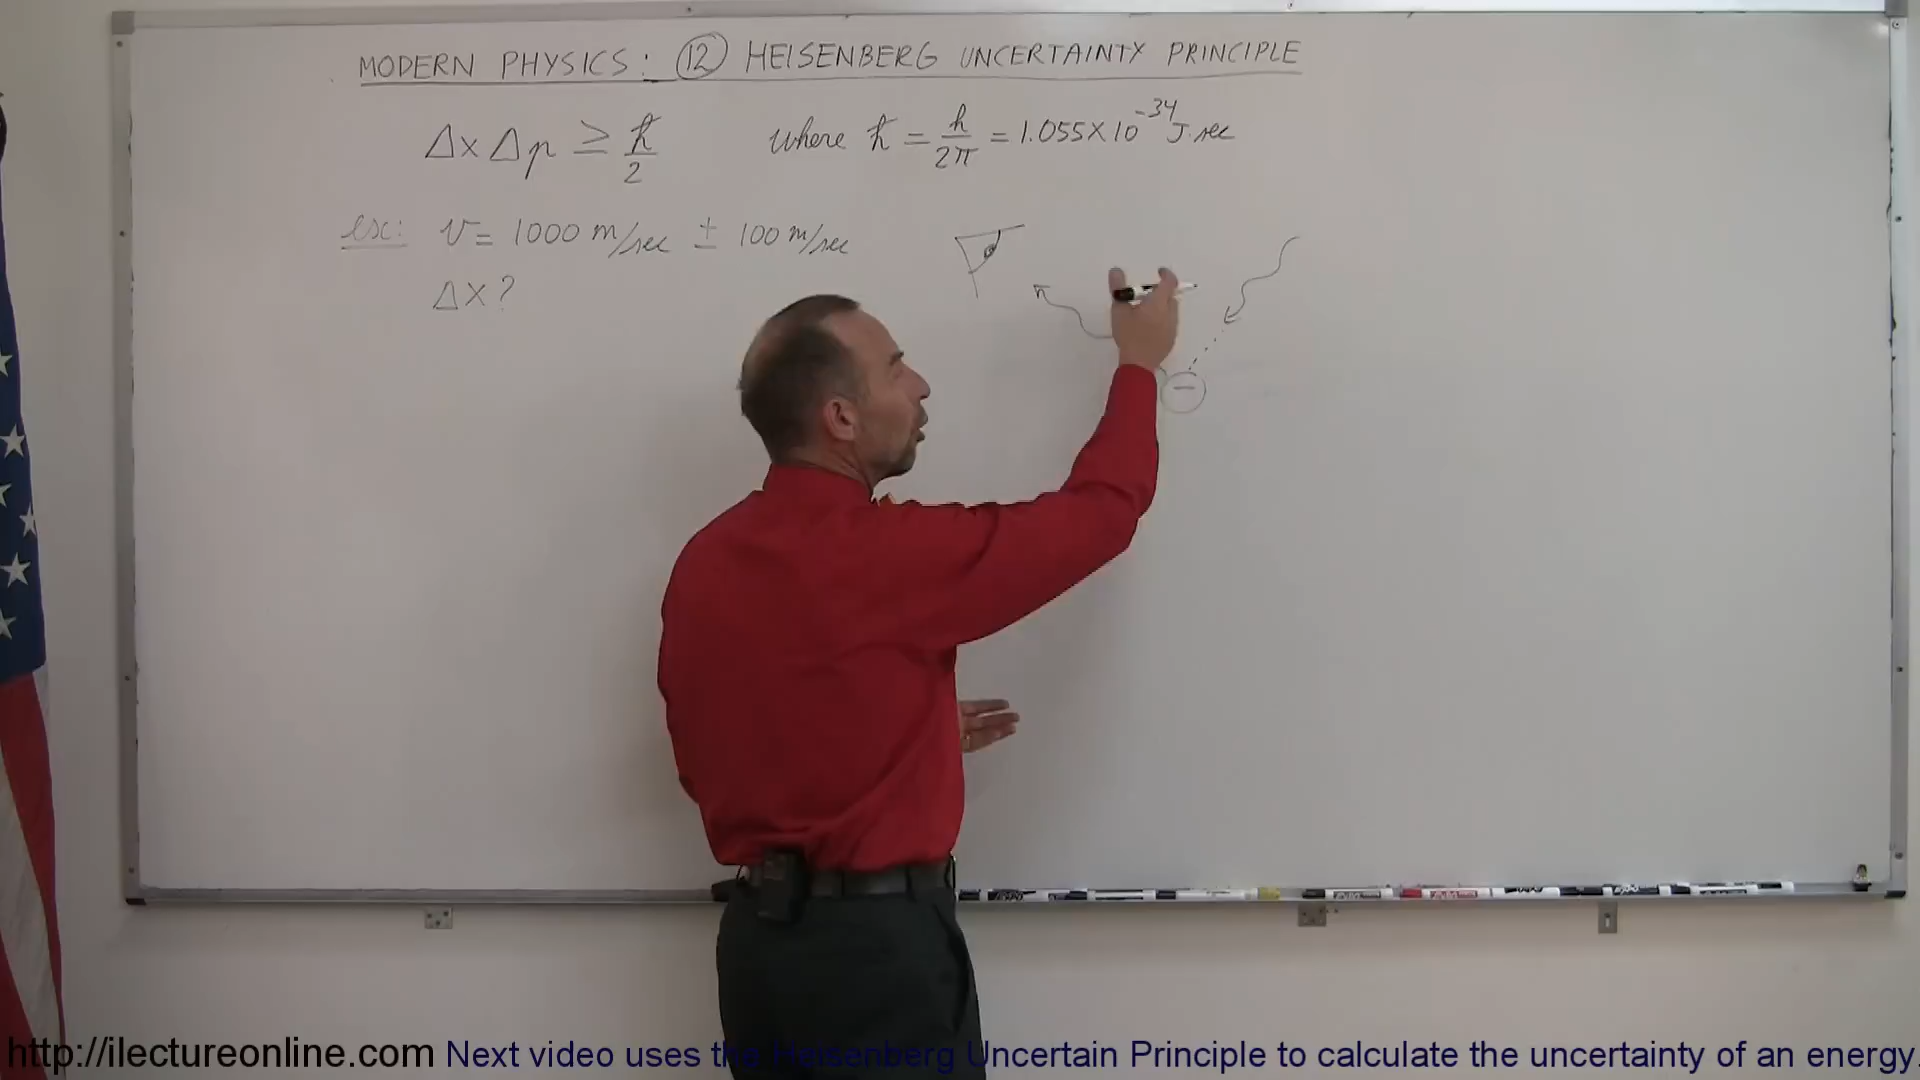 MODERN PHYSICS: 12 HEISENBERG UNCERTAINTY PRINCIPLE
Δx Δp ≥ ħ/2 where ħ = h/2π = 1.055 × 10⁻³⁴ J·sec
ex: v = 1000 m/sec ± 100 m/sec
Δx?
http://ilectureonline.com Next video uses the Heisenberg Uncertain Principle to calculate the uncertainty of an energy